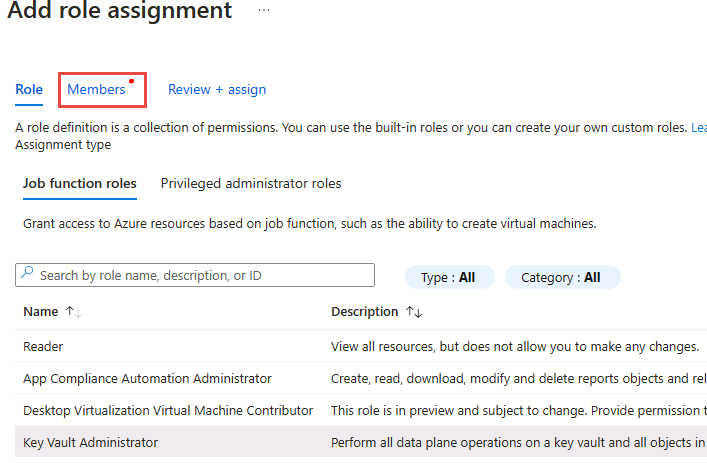 Add role assignment ...
Role Members Review + assign
A role definition is a collection of permissions. You can use the built-in roles or you can create your own custom roles. Lea
Assignment type
Job function roles Privileged administrator roles
Grant access to Azure resources based on job function, such as the ability to create virtual machines.
Search by role name, description, or ID Type : All Category : All
Name ↑↓ Description ↑↓
Reader View all resources, but does not allow you to make any changes.
App Compliance Automation Administrator Create, read, download, modify and delete reports objects and rel
Desktop Virtualization Virtual Machine Contributor This role is in preview and subject to change. Provide permission t
Key Vault Administrator Perform all data plane operations on a key vault and all objects in